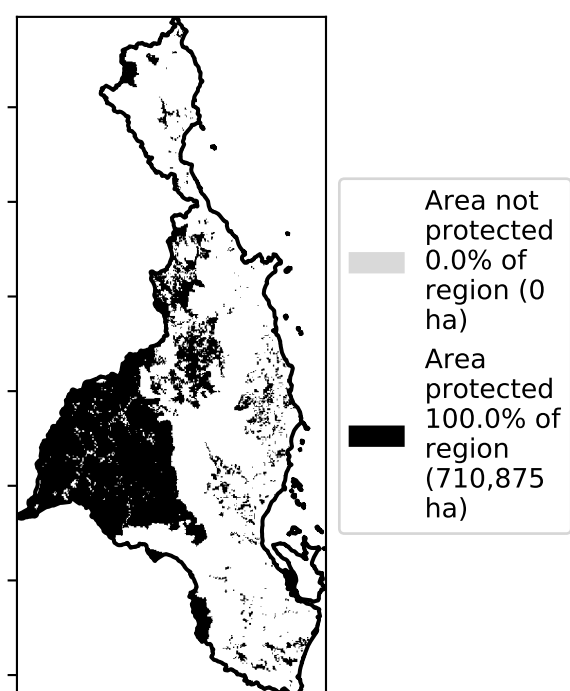 Area not
protected
0.0% of
region (0
ha)
Area
protected
100.0% of
region
(710,875
ha)